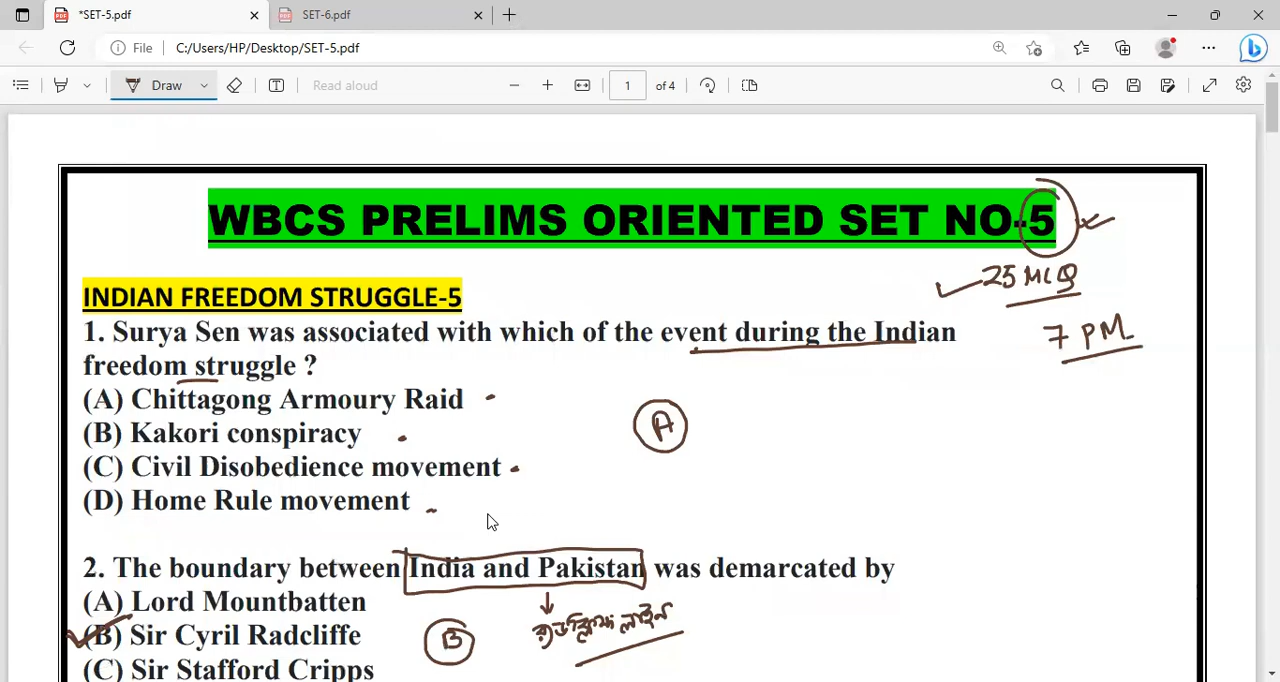 *SET-5.pdf
SET-6.pdf
File
C:/Users/HP/Desktop/SET-5.pdf
Draw
Read aloud
1
of 4
WBCS PRELIMS ORIENTED SET NO-5
25 MCQ
7 PM
INDIAN FREEDOM STRUGGLE-5
1. Surya Sen was associated with which of the event during the Indian
freedom struggle ?
(A) Chittagong Armoury Raid
(B) Kakori conspiracy
(C) Civil Disobedience movement
(D) Home Rule movement
A
2. The boundary between India and Pakistan was demarcated by
(A) Lord Mountbatten
(B) Sir Cyril Radcliffe
B
লাইন
(C) Sir Stafford Cripps